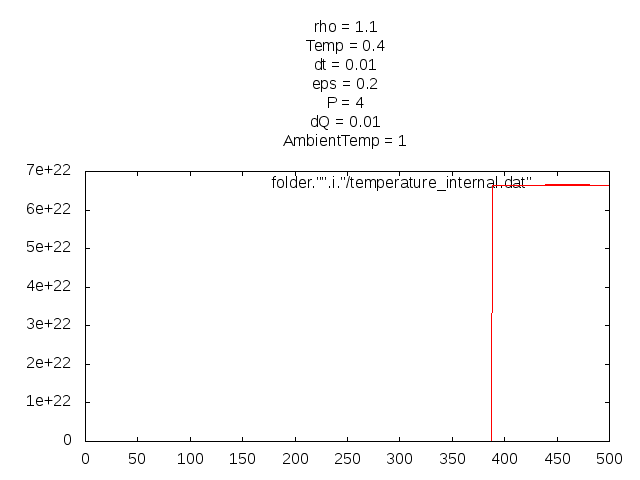 rho = 1.1
Temp = 0.4
dt = 0.01
eps = 0.2
P = 4
dQ = 0.01
AmbientTemp = 1
7e+22
folder."".i."/temperature_internal.dat"
6e+22
5e+22
4e+22
3e+22
2e+22
1e+22
0
0 50 100 150 200 250 300 350 400 450 500